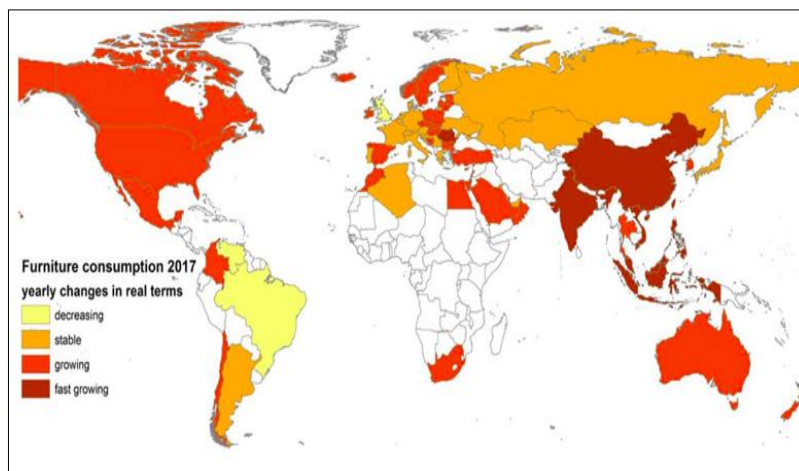 Furniture consumption 2017
yearly changes in real terms
decreasing
stable
growing
fast growing